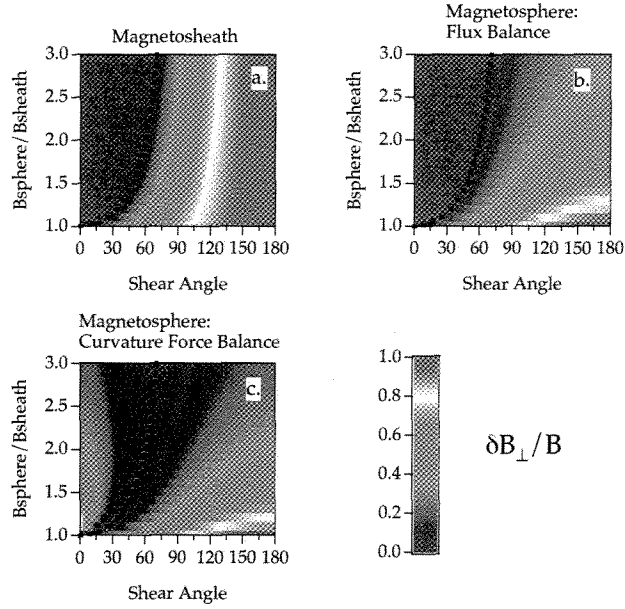 Magnetosheath
a.
Bsphere/Bsheath
3.0
2.5
2.0
1.5
1.0
0 30 60 90 120 150 180
Shear Angle
Magnetosphere:
Flux Balance
b.
Bsphere/Bsheath
3.0
2.5
2.0
1.5
1.0
0 30 60 90 120 150 180
Shear Angle
Magnetosphere:
Curvature Force Balance
c.
Bsphere/Bsheath
3.0
2.5
2.0
1.5
1.0
0 30 60 90 120 150 180
Shear Angle
1.0
0.8
0.6
0.4
0.2
0.0
δB⊥/B